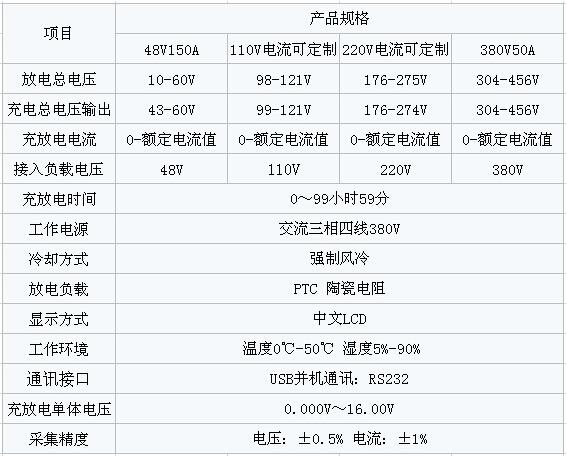 项目 产品规格
48V150A 110V电流可定制 220V电流可定制 380V50A
放电总电压 10-60V 98-121V 176-275V 304-456V
充电总电压输出 43-60V 99-121V 176-274V 304-456V
充放电电流 0-额定电流值 0-额定电流值 0-额定电流值 0-额定电流值
接入负载电压 48V 110V 220V 380V
充放电时间 0～99小时59分
工作电源 交流三相四线380V
冷却方式 强制风冷
放电负载 PTC 陶瓷电阻
显示方式 中文LCD
工作环境 温度0℃-50℃ 湿度5%-90%
通讯接口 USB并机通讯：RS232
充放电单体电压 0.000V～16.00V
采集精度 电压：±0.5% 电流：±1%